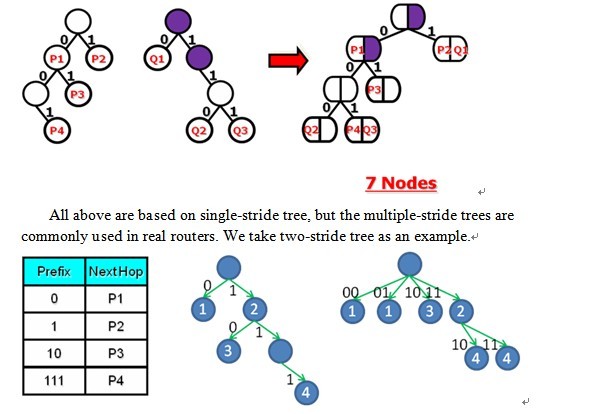 0 1
P1 P2
0 1
P3
1
P4
0 1
Q1
1
0 1
Q2 Q3
0 1
P1 P2 Q1
0 1
P3
0 1
Q2 P4 Q3
7 Nodes
All above are based on single-stride tree, but the multiple-stride trees are
commonly used in real routers. We take two-stride tree as an example.
Prefix NextHop
0 P1
1 P2
10 P3
111 P4
0 1
1 2
0 1
3
1
4
00 01 10 11
1 1 3 2
10 11
4 4